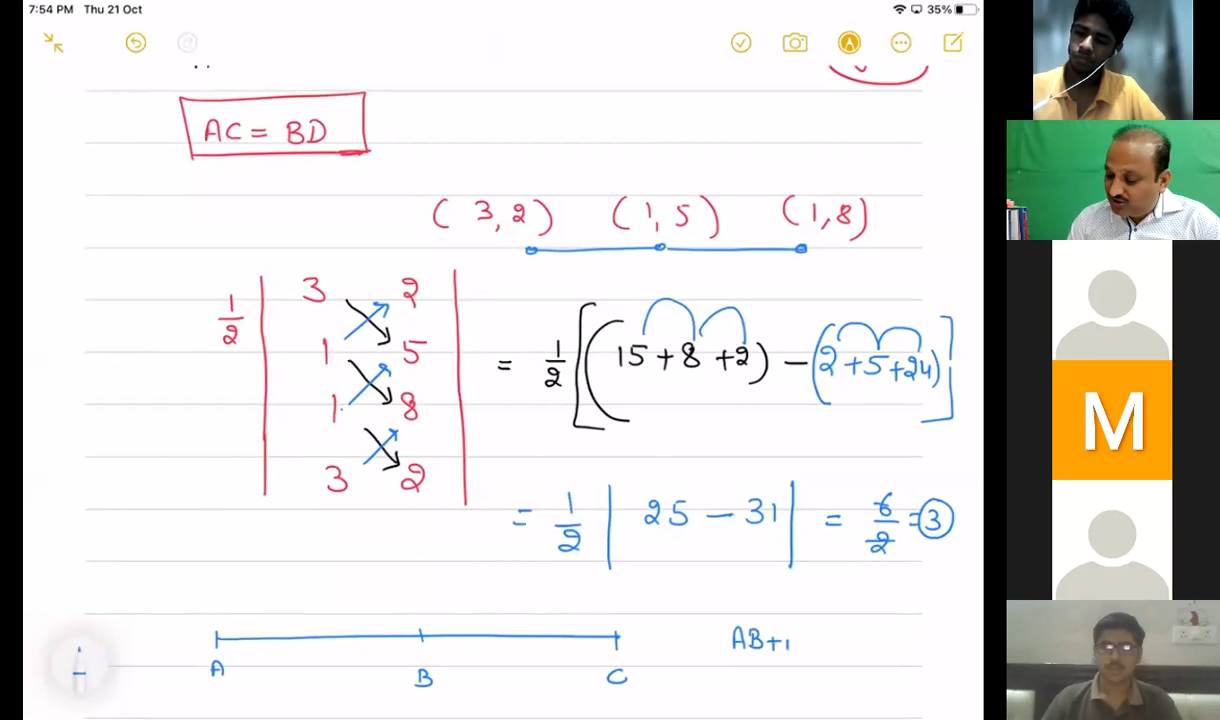 7:54 PM Thu 21 Oct 35%
AC = BD
(3,2) (1,5) (1,8)
1/2 | 3 2
1 5
1 8
3 2 | = 1/2 [(15+8+2) - (2+5+24)]
= 1/2 | 25 - 31 | = 6/2 = 3
M
AB+1
A B C